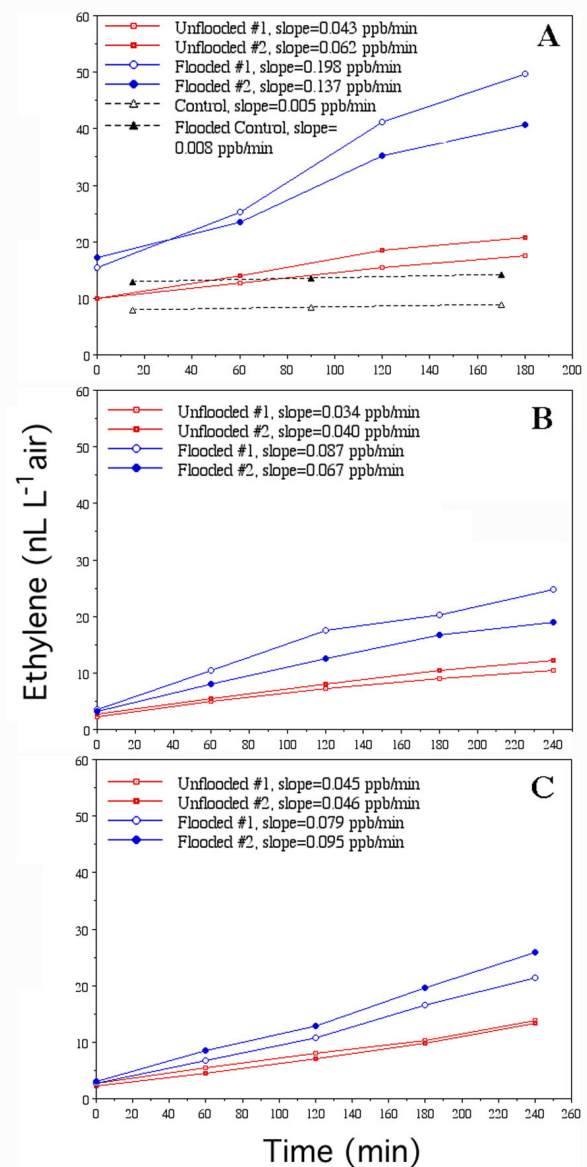 60
50
40
30
20
10
0
Unflooded #1, slope=0.043 ppb/min
Unflooded #2, slope=0.062 ppb/min
Flooded #1, slope=0.198 ppb/min
Flooded #2, slope=0.137 ppb/min
Control, slope=0.005 ppb/min
Flooded Control, slope=
0.008 ppb/min
A
0 20 40 60 80 100 120 140 160 180 200
60
50
40
30
20
10
0
Unflooded #1, slope=0.034 ppb/min
Unflooded #2, slope=0.040 ppb/min
Flooded #1, slope=0.087 ppb/min
Flooded #2, slope=0.067 ppb/min
B
0 20 40 60 80 100 120 140 160 180 200 220 240
Ethylene (nL L⁻¹ air)
60
50
40
30
20
10
0
Unflooded #1, slope=0.045 ppb/min
Unflooded #2, slope=0.046 ppb/min
Flooded #1, slope=0.079 ppb/min
Flooded #2, slope=0.095 ppb/min
C
0 20 40 60 80 100 120 140 160 180 200 220 240 260
Time (min)